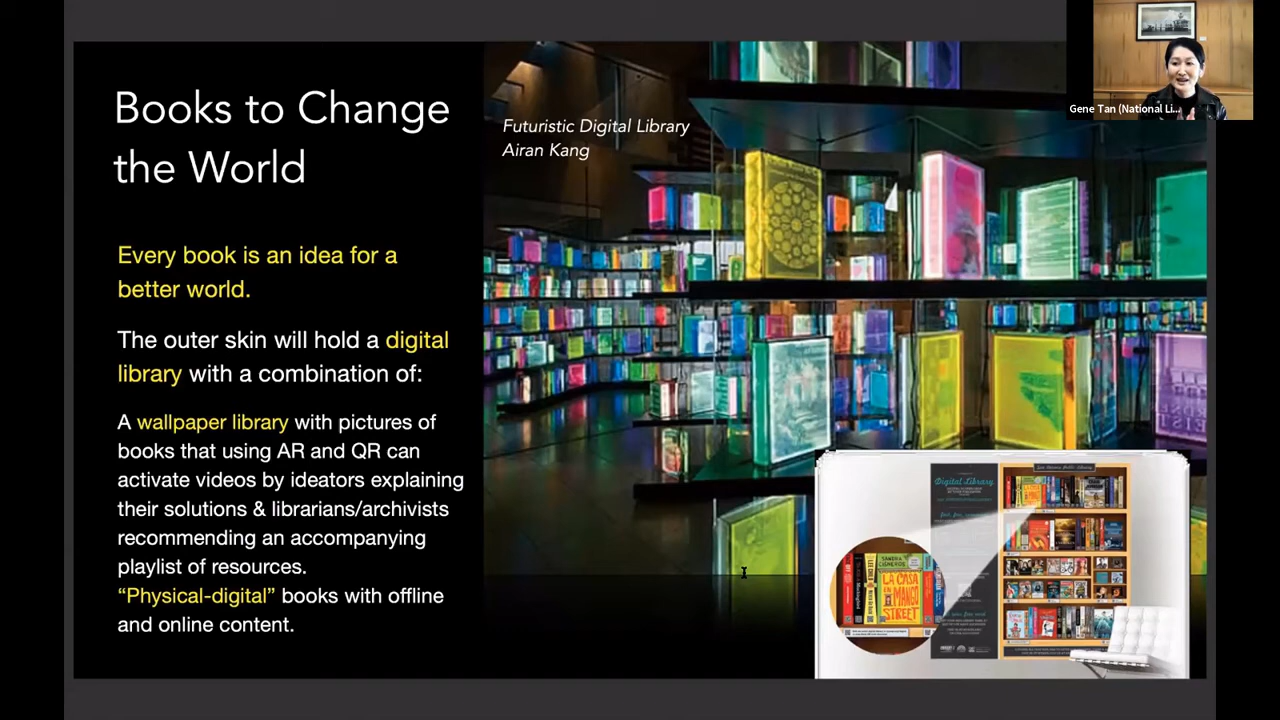 Books to Change
the World
Every book is an idea for a
better world.
The outer skin will hold a digital
library with a combination of:
A wallpaper library with pictures of
books that using AR and QR can
activate videos by ideators explaining
their solutions & librarians/archivists
recommending an accompanying
playlist of resources.
“Physical-digital” books with offline
and online content.
Futuristic Digital Library
Airan Kang
Gene Tan (National Li...
Digital Library
SANDRA
CISNEROS
LA CASA
EN MANGO
STREET
LEE CHILD